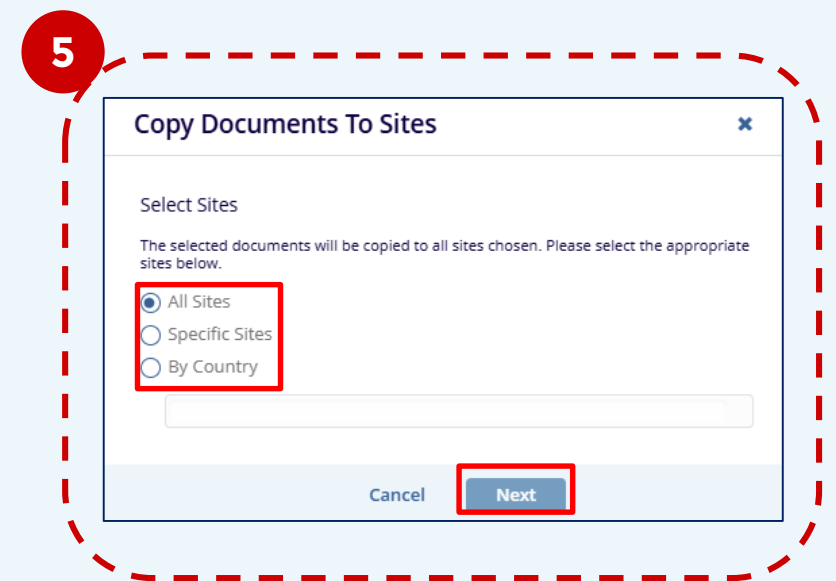 5
Copy Documents To Sites
Select Sites
The selected documents will be copied to all sites chosen. Please select the appropriate
sites below.
All Sites
Specific Sites
By Country
Cancel
Next